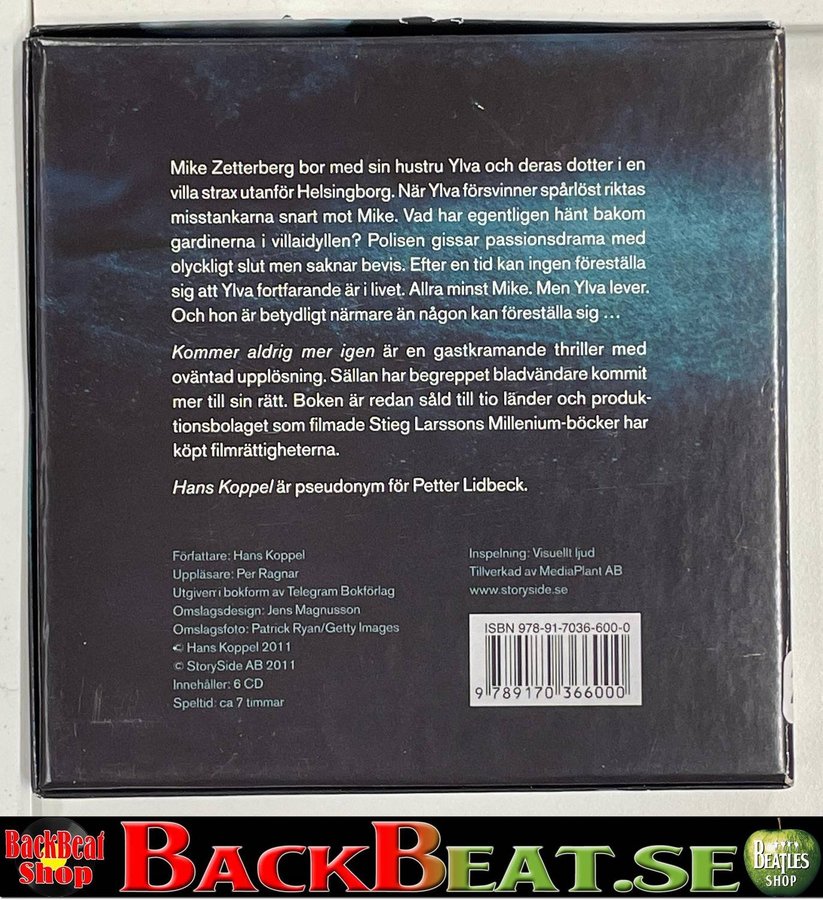 Mike Zetterberg bor med sin hustru Ylva och deras dotter i en
villa strax utanför Helsingborg. När Ylva försvinner spårlöst riktas
misstankarna snart mot Mike. Vad har egentligen hänt bakom
gardinerna i villaidyllen? Polisen gissar passionsdrama med
olyckligt slut men saknar bevis. Efter en tid kan ingen föreställa
sig att Ylva fortfarande är i livet. Allra minst Mike. Men Ylva lever.
Och hon är betydligt närmare än någon kan föreställa sig ...
Kommer aldrig mer igen är en gastkramande thriller med
oväntad upplösning. Sällan har begreppet bladvändare kommit
mer till sin rätt. Boken är redan såld till tio länder och produk-
tionsbolaget som filmade Stieg Larssons Millenium-böcker har
köpt filmrättigheterna.
Hans Koppel är pseudonym för Petter Lidbeck.
Författare: Hans Koppel
Uppläsare: Per Ragnar
Utgiven i bokform av Telegram Bokförlag
Omslagsdesign: Jens Magnusson
Omslagsfoto: Patrick Ryan/Getty Images
© Hans Koppel 2011
© StorySide AB 2011
Innehåller: 6 CD
Speltid: ca 7 timmar
Inspelning: Visuellt ljud
Tillverkad av MediaPlant AB
www.storyside.se
ISBN 978-91-7036-600-0
9 789170 366000
BackBeat
Shop
BACKBEAT.SE
BEATLES
SHOP